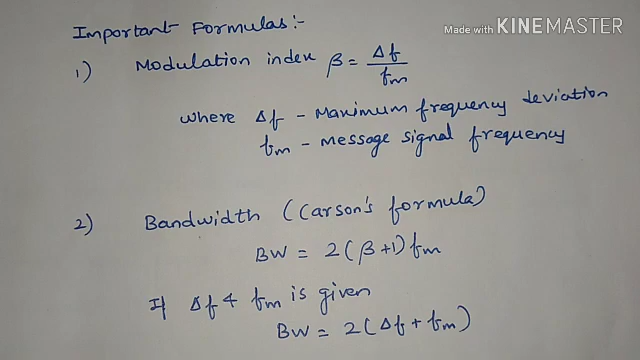 Made with KINEMASTER
Important Formulas:-
1) Modulation index β = Δf / fm
where Δf - Maximum frequency deviation
fm - Message signal frequency
2) Bandwidth (Carson's formula)
BW = 2(β+1)fm
If Δf & fm is given
BW = 2(Δf + fm)